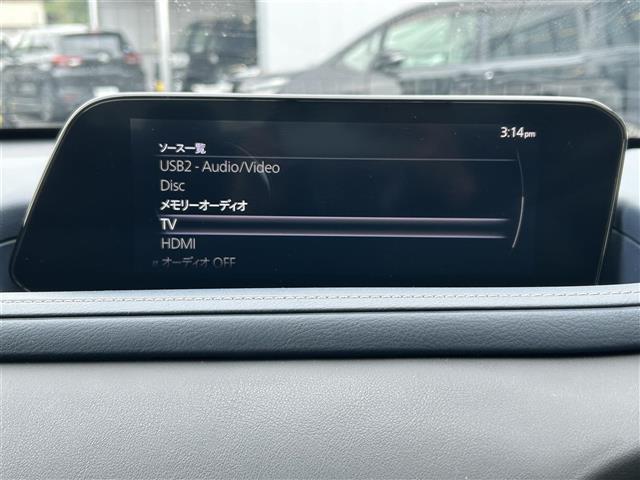 3:14pm
ソース一覧
USB2 - Audio/Video
Disc
メモリーオーディオ
TV
HDMI
オーディオ OFF